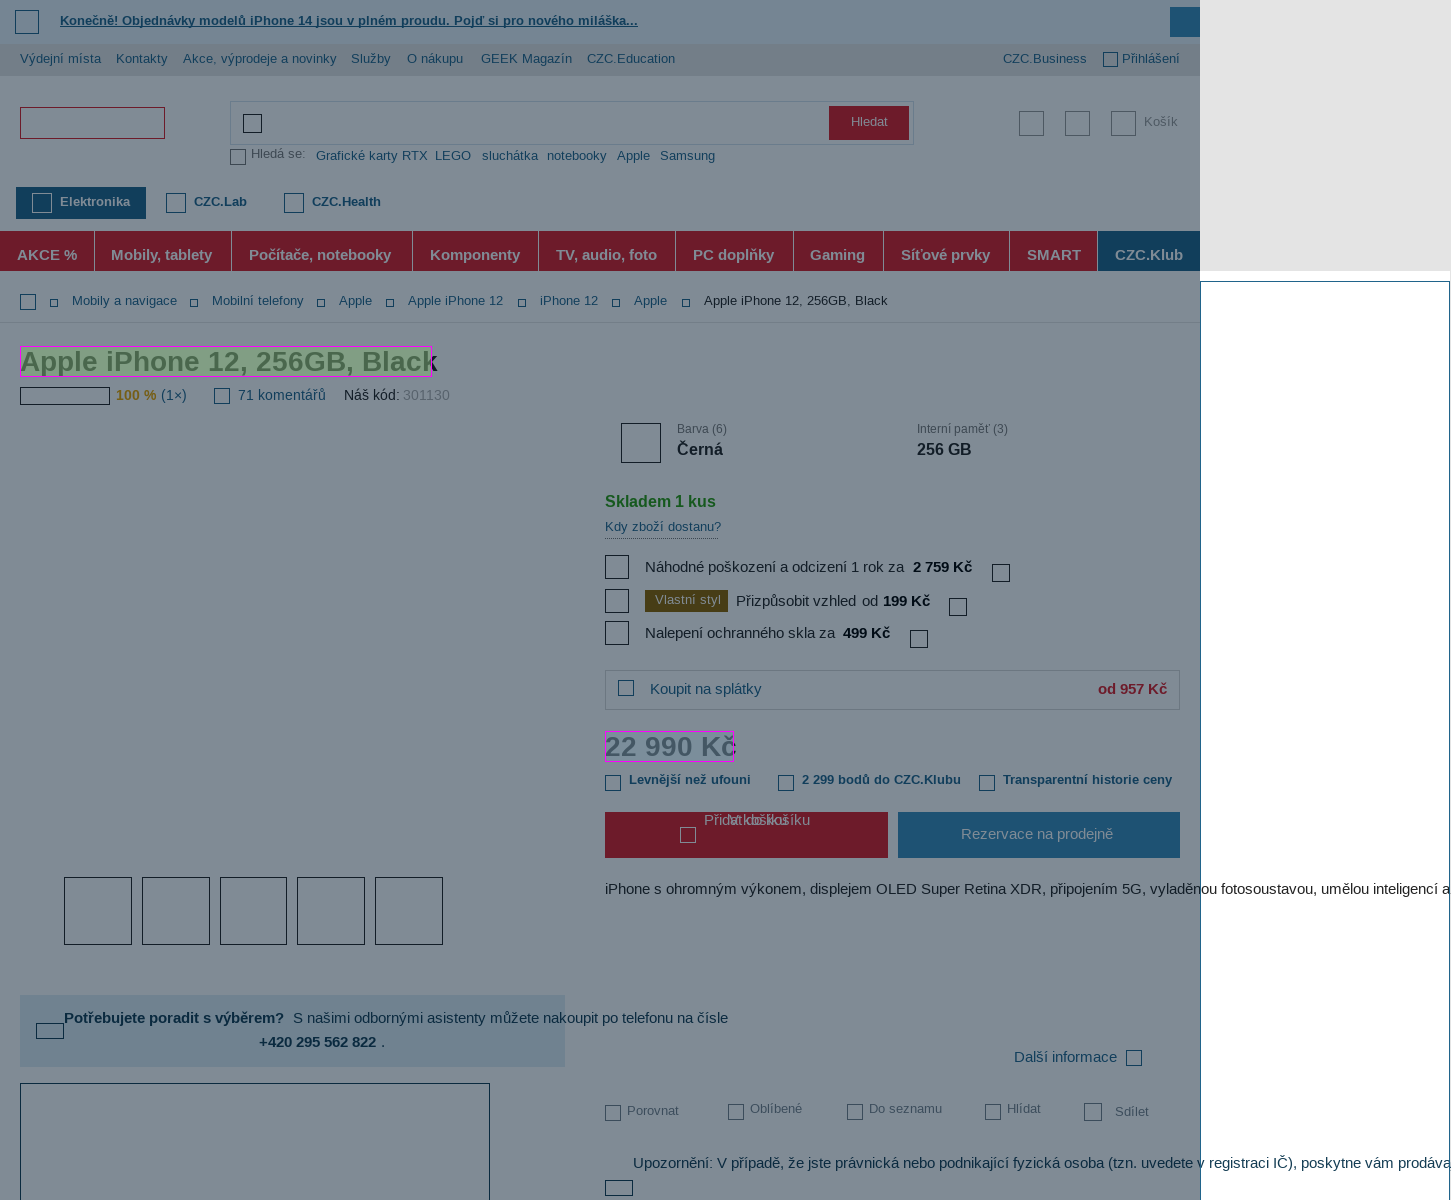 Konečně! Objednávky modelů iPhone 14 jsou v plném proudu. Pojď si pro nového miláška...
Výdejní místa Kontakty Akce, výprodeje a novinky Služby O nákupu GEEK Magazín CZC.Education CZC.Business Přihlášení
Hledat Košík
Hledá se: Grafické karty RTX LEGO sluchátka notebooky Apple Samsung
Elektronika CZC.Lab CZC.Health
AKCE % Mobily, tablety Počítače, notebooky Komponenty TV, audio, foto PC doplňky Gaming Síťové prvky SMART CZC.Klub
Mobily a navigace Mobilní telefony Apple Apple iPhone 12 iPhone 12 Apple Apple iPhone 12, 256GB, Black
Apple iPhone 12, 256GB, Black
100 % (1×) 71 komentářů Náš kód: 301130
Barva (6) Interní paměť (3)
Černá 256 GB
Skladem 1 kus
Kdy zboží dostanu?
Náhodné poškození a odcizení 1 rok za 2 759 Kč
Vlastní styl Přizpůsobit vzhled od 199 Kč
Nalepení ochranného skla za 499 Kč
Koupit na splátky od 957 Kč
22 990 Kč
Levnější než ufouni 2 299 bodů do CZC.Klubu Transparentní historie ceny
Přidat do košíku V košíku
Rezervace na prodejně
iPhone s ohromným výkonem, displejem OLED Super Retina XDR, připojením 5G, vyladěnou fotosoustavou, umělou inteligencí a
Potřebujete poradit s výběrem? S našimi odbornými asistenty můžete nakoupit po telefonu na čísle
+420 295 562 822 .
Další informace
Porovnat Oblíbené Do seznamu Hlídat Sdílet
Upozornění: V případě, že jste právnická nebo podnikající fyzická osoba (tzn. uvedete v registraci IČ), poskytne vám prodáva